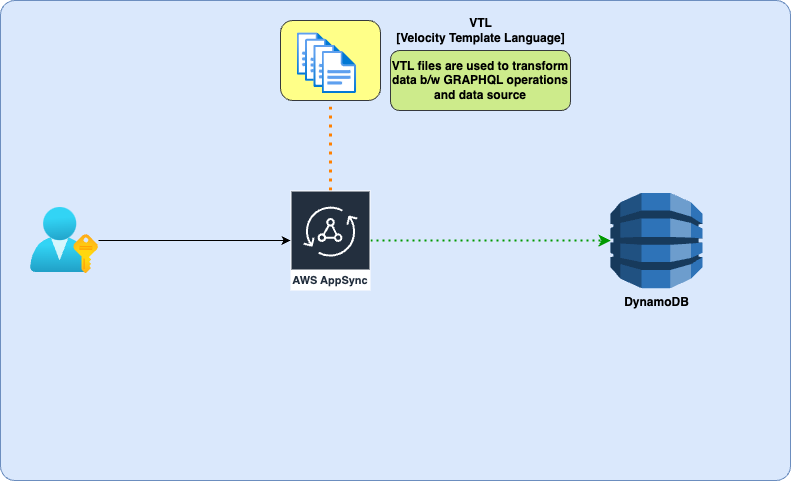 VTL
[Velocity Template Language]
VTL files are used to transform
data b/w GRAPHQL operations
and data source
AWS AppSync
DynamoDB